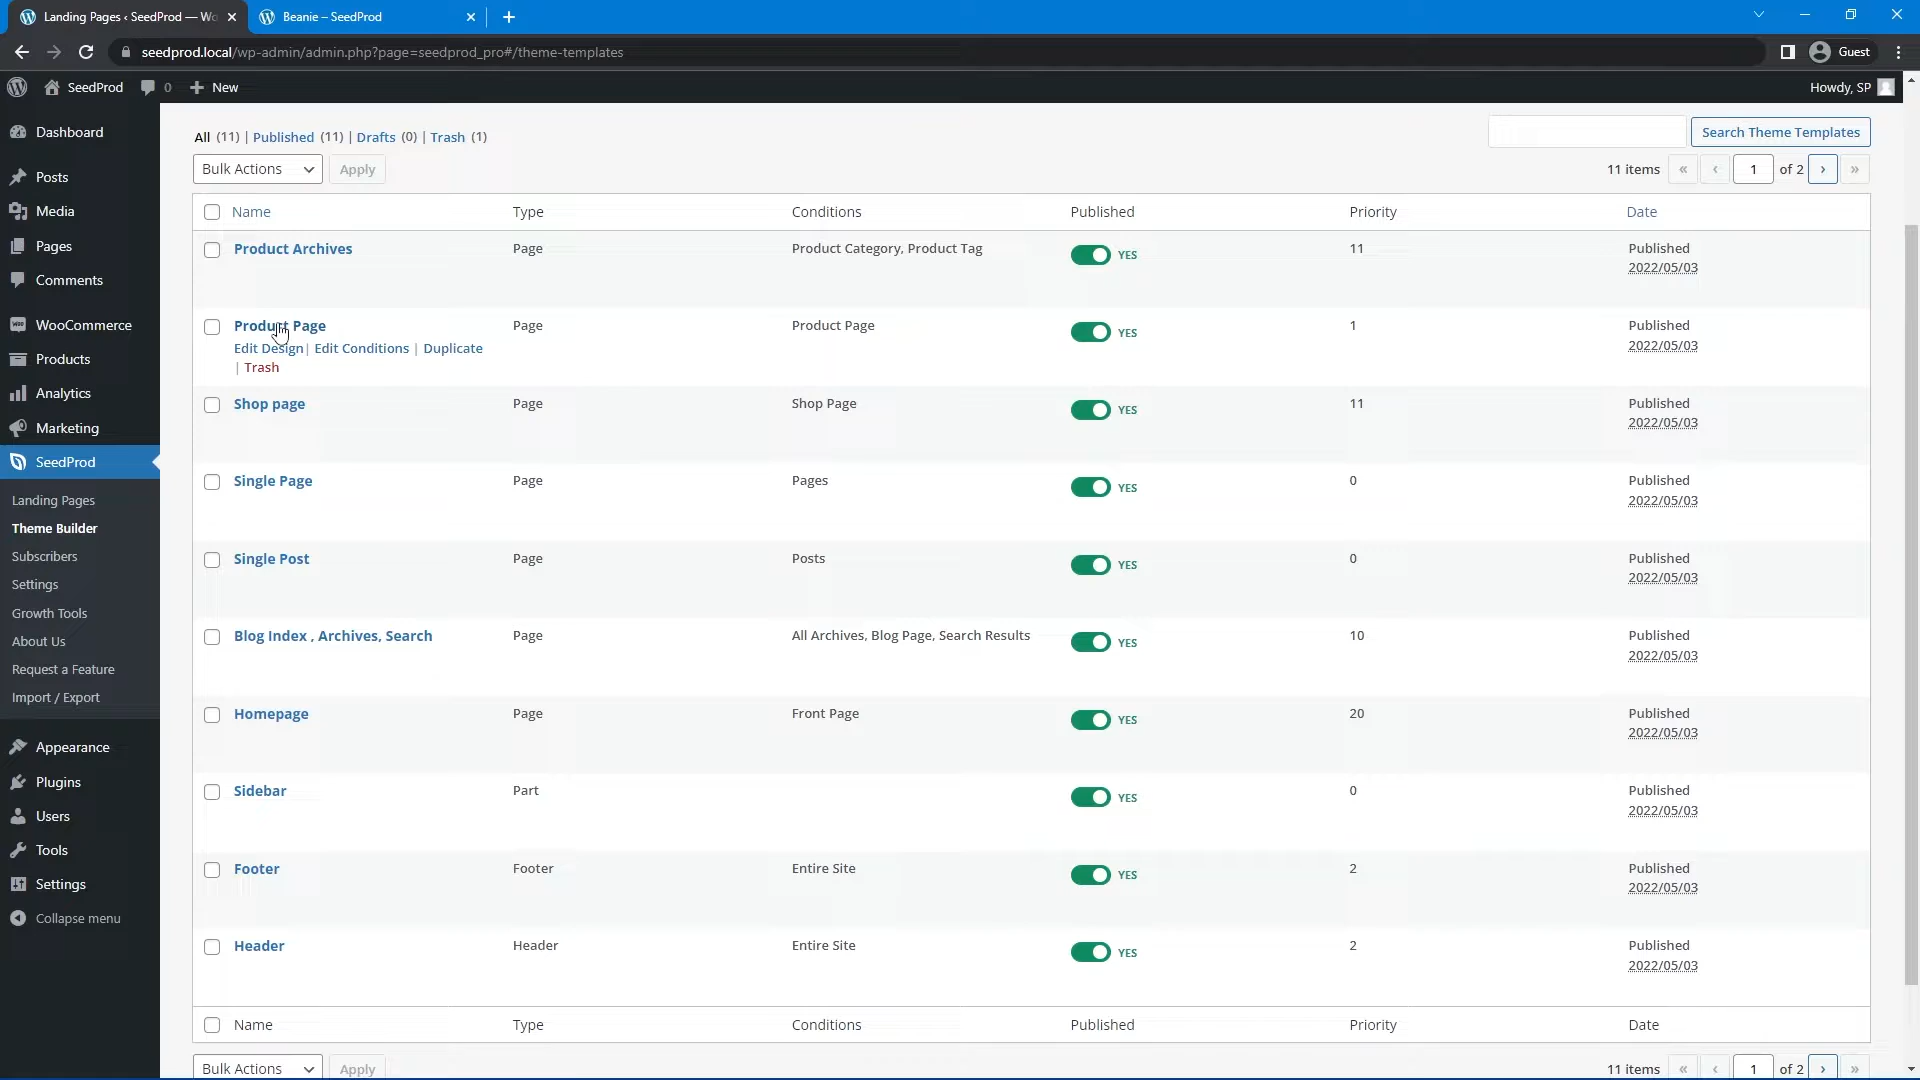 Landing Pages ‹ SeedProd — Wo
Beanie – SeedProd
seedprod.local/wp-admin/admin.php?page=seedprod_pro#/theme-templates
Guest
SeedProd 0 New
Howdy, SP
Dashboard
Posts
Media
Pages
Comments
WooCommerce
Products
Analytics
Marketing
SeedProd
Landing Pages
Theme Builder
Subscribers
Settings
Growth Tools
About Us
Request a Feature
Import / Export
Appearance
Plugins
Users
Tools
Settings
Collapse menu
All (11) | Published (11) | Drafts (0) | Trash (1)
Search Theme Templates
Bulk Actions Apply
11 items « ‹ 1 of 2 › »
Name Type Conditions Published Priority Date
Product Archives Page Product Category, Product Tag YES 11 Published
2022/05/03
Product Page Page Product Page YES 1 Published
2022/05/03
Edit Design | Edit Conditions | Duplicate
| Trash
Shop page Page Shop Page YES 11 Published
2022/05/03
Single Page Page Pages YES 0 Published
2022/05/03
Single Post Page Posts YES 0 Published
2022/05/03
Blog Index , Archives, Search Page All Archives, Blog Page, Search Results YES 10 Published
2022/05/03
Homepage Page Front Page YES 20 Published
2022/05/03
Sidebar Part YES 0 Published
2022/05/03
Footer Footer Entire Site YES 2 Published
2022/05/03
Header Header Entire Site YES 2 Published
2022/05/03
Name Type Conditions Published Priority Date
Bulk Actions Apply
11 items « ‹ 1 of 2 › »